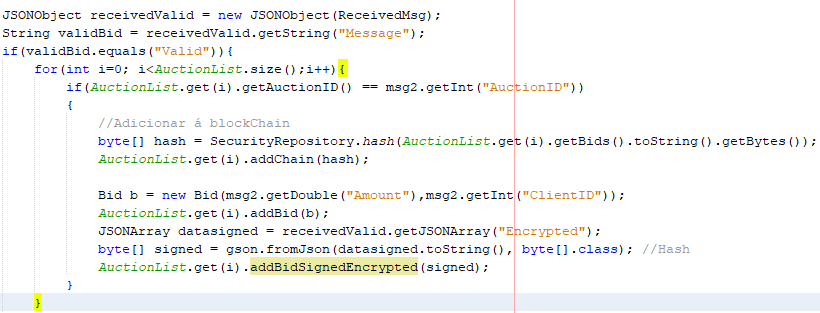 JSONObject receivedValid = new JSONObject(ReceivedMsg);
String validBid = receivedValid.getString("Message");
if(validBid.equals("Valid")){
    for(int i=0; i<AuctionList.size();i++){
        if(AuctionList.get(i).getAuctionID() == msg2.getInt("AuctionID"))
        {
            //Adicionar á blockChain
            byte[] hash = SecurityRepository.hash(AuctionList.get(i).getBids().toString().getBytes());
            AuctionList.get(i).addChain(hash);

            Bid b = new Bid(msg2.getDouble("Amount"),msg2.getInt("ClientID"));
            AuctionList.get(i).addBid(b);
            JSONArray datasigned = receivedValid.getJSONArray("Encrypted");
            byte[] signed = gson.fromJson(datasigned.toString(), byte[].class); //Hash
            AuctionList.get(i).addBidSignedEncrypted(signed);
        }
    }